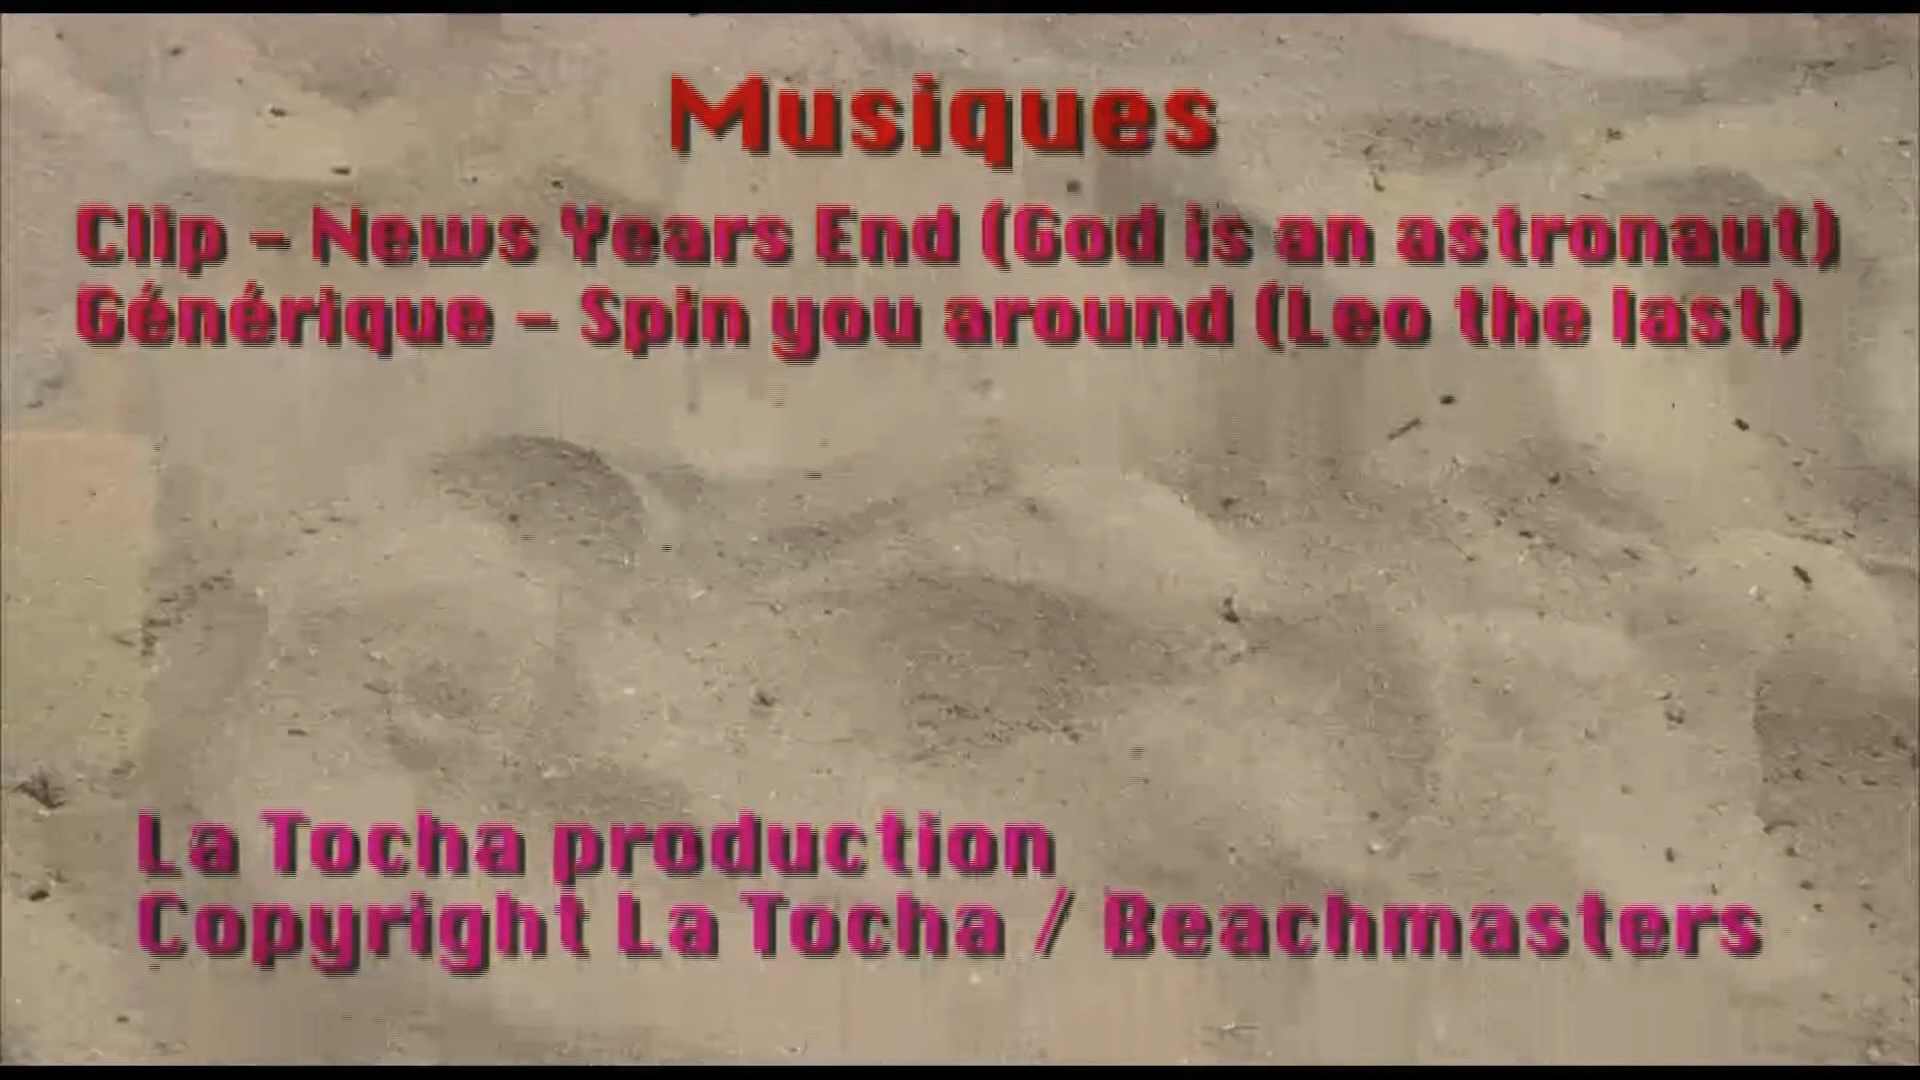 Musiques
Clip - News Years End (God is an astronaut)
Générique - Spin you around (Leo the last)
La Tocha production
Copyright La Tocha / Beachmasters